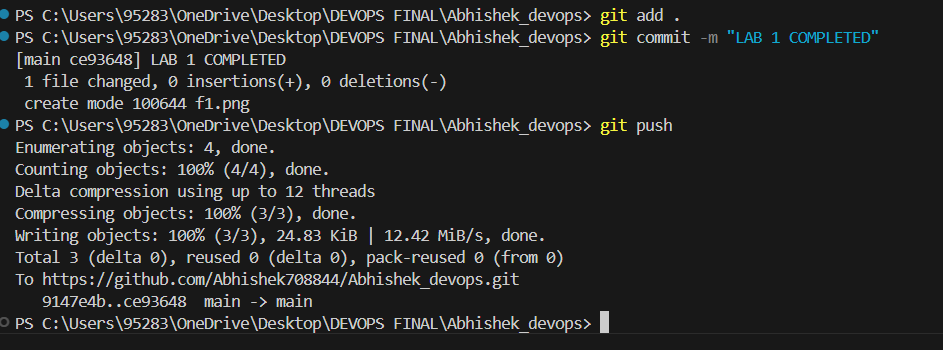 PS C:\Users\95283\OneDrive\Desktop\DEVOPS FINAL\Abhishek_devops> git add .
PS C:\Users\95283\OneDrive\Desktop\DEVOPS FINAL\Abhishek_devops> git commit -m "LAB 1 COMPLETED"
[main ce93648] LAB 1 COMPLETED
 1 file changed, 0 insertions(+), 0 deletions(-)
 create mode 100644 f1.png
PS C:\Users\95283\OneDrive\Desktop\DEVOPS FINAL\Abhishek_devops> git push
Enumerating objects: 4, done.
Counting objects: 100% (4/4), done.
Delta compression using up to 12 threads
Compressing objects: 100% (3/3), done.
Writing objects: 100% (3/3), 24.83 KiB | 12.42 MiB/s, done.
Total 3 (delta 0), reused 0 (delta 0), pack-reused 0 (from 0)
To https://github.com/Abhishek708844/Abhishek_devops.git
   9147e4b..ce93648  main -> main
PS C:\Users\95283\OneDrive\Desktop\DEVOPS FINAL\Abhishek_devops>